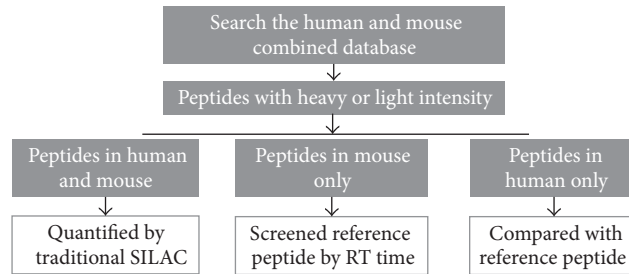 Search the human and mouse
combined database
Peptides with heavy or light intensity
Peptides in human
and mouse
Peptides in mouse
only
Peptides in
human only
Quantified by
traditional SILAC
Screened reference
peptide by RT time
Compared with
reference peptide